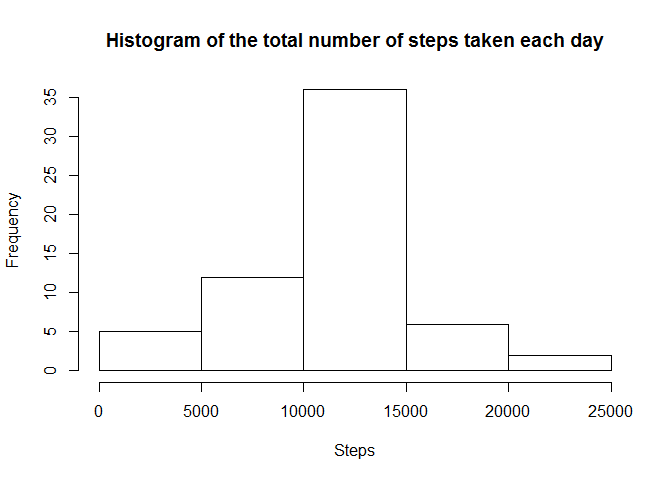 Histogram of the total number of steps taken each day
Frequency
35
30
25
20
15
10
5
0
0 5000 10000 15000 20000 25000
Steps